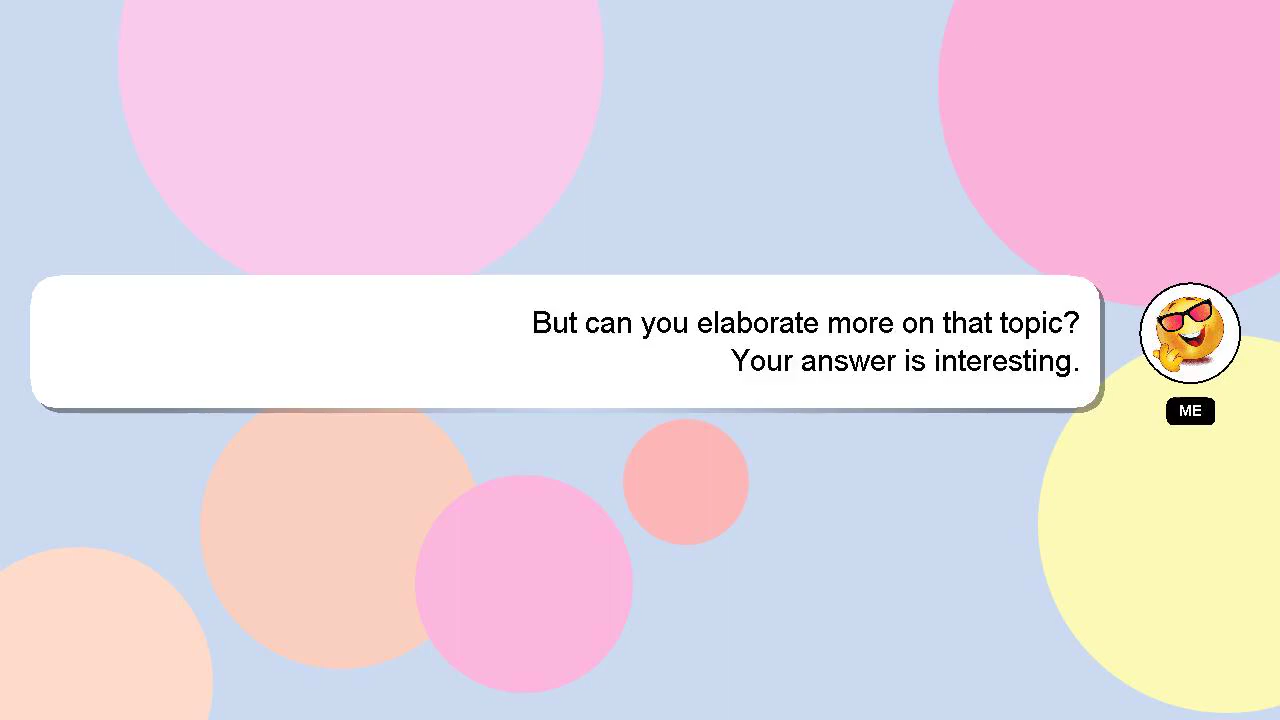 But can you elaborate more on that topic?
Your answer is interesting.
ME